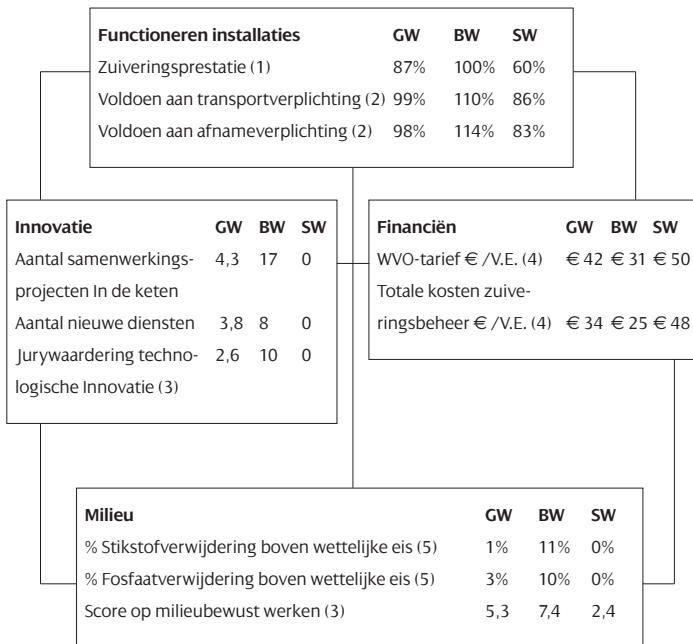 Functioneren installaties GW BW SW
Zuiveringsprestatie (1) 87% 100% 60%
Voldoen aan transportverplichting (2) 99% 110% 86%
Voldoen aan afnameverplichting (2) 98% 114% 83%
Innovatie GW BW SW
Aantal samenwerkings- 4,3 17 0
projecten In de keten
Aantal nieuwe diensten 3,8 8 0
Jurywaardering techno- 2,6 10 0
logische Innovatie (3)
Financiën GW BW SW
WVO-tarief € /V.E. (4) € 42 € 31 € 50
Totale kosten zuive-
ringsbeheer € /V.E. (4) € 34 € 25 € 48
Milieu GW BW SW
% Stikstofverwijdering boven wettelijke eis (5) 1% 11% 0%
% Fosfaatverwijdering boven wettelijke eis (5) 3% 10% 0%
Score op milieubewust werken (3) 5,3 7,4 2,4